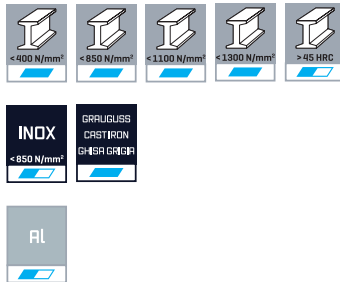 <400 N/mm²
<850 N/mm²
<1100 N/mm²
<1300 N/mm²
>45 HRC
INOX
<850 N/mm²
GRAUGUSS
CAST IRON
GHISA GRIGIA
Al